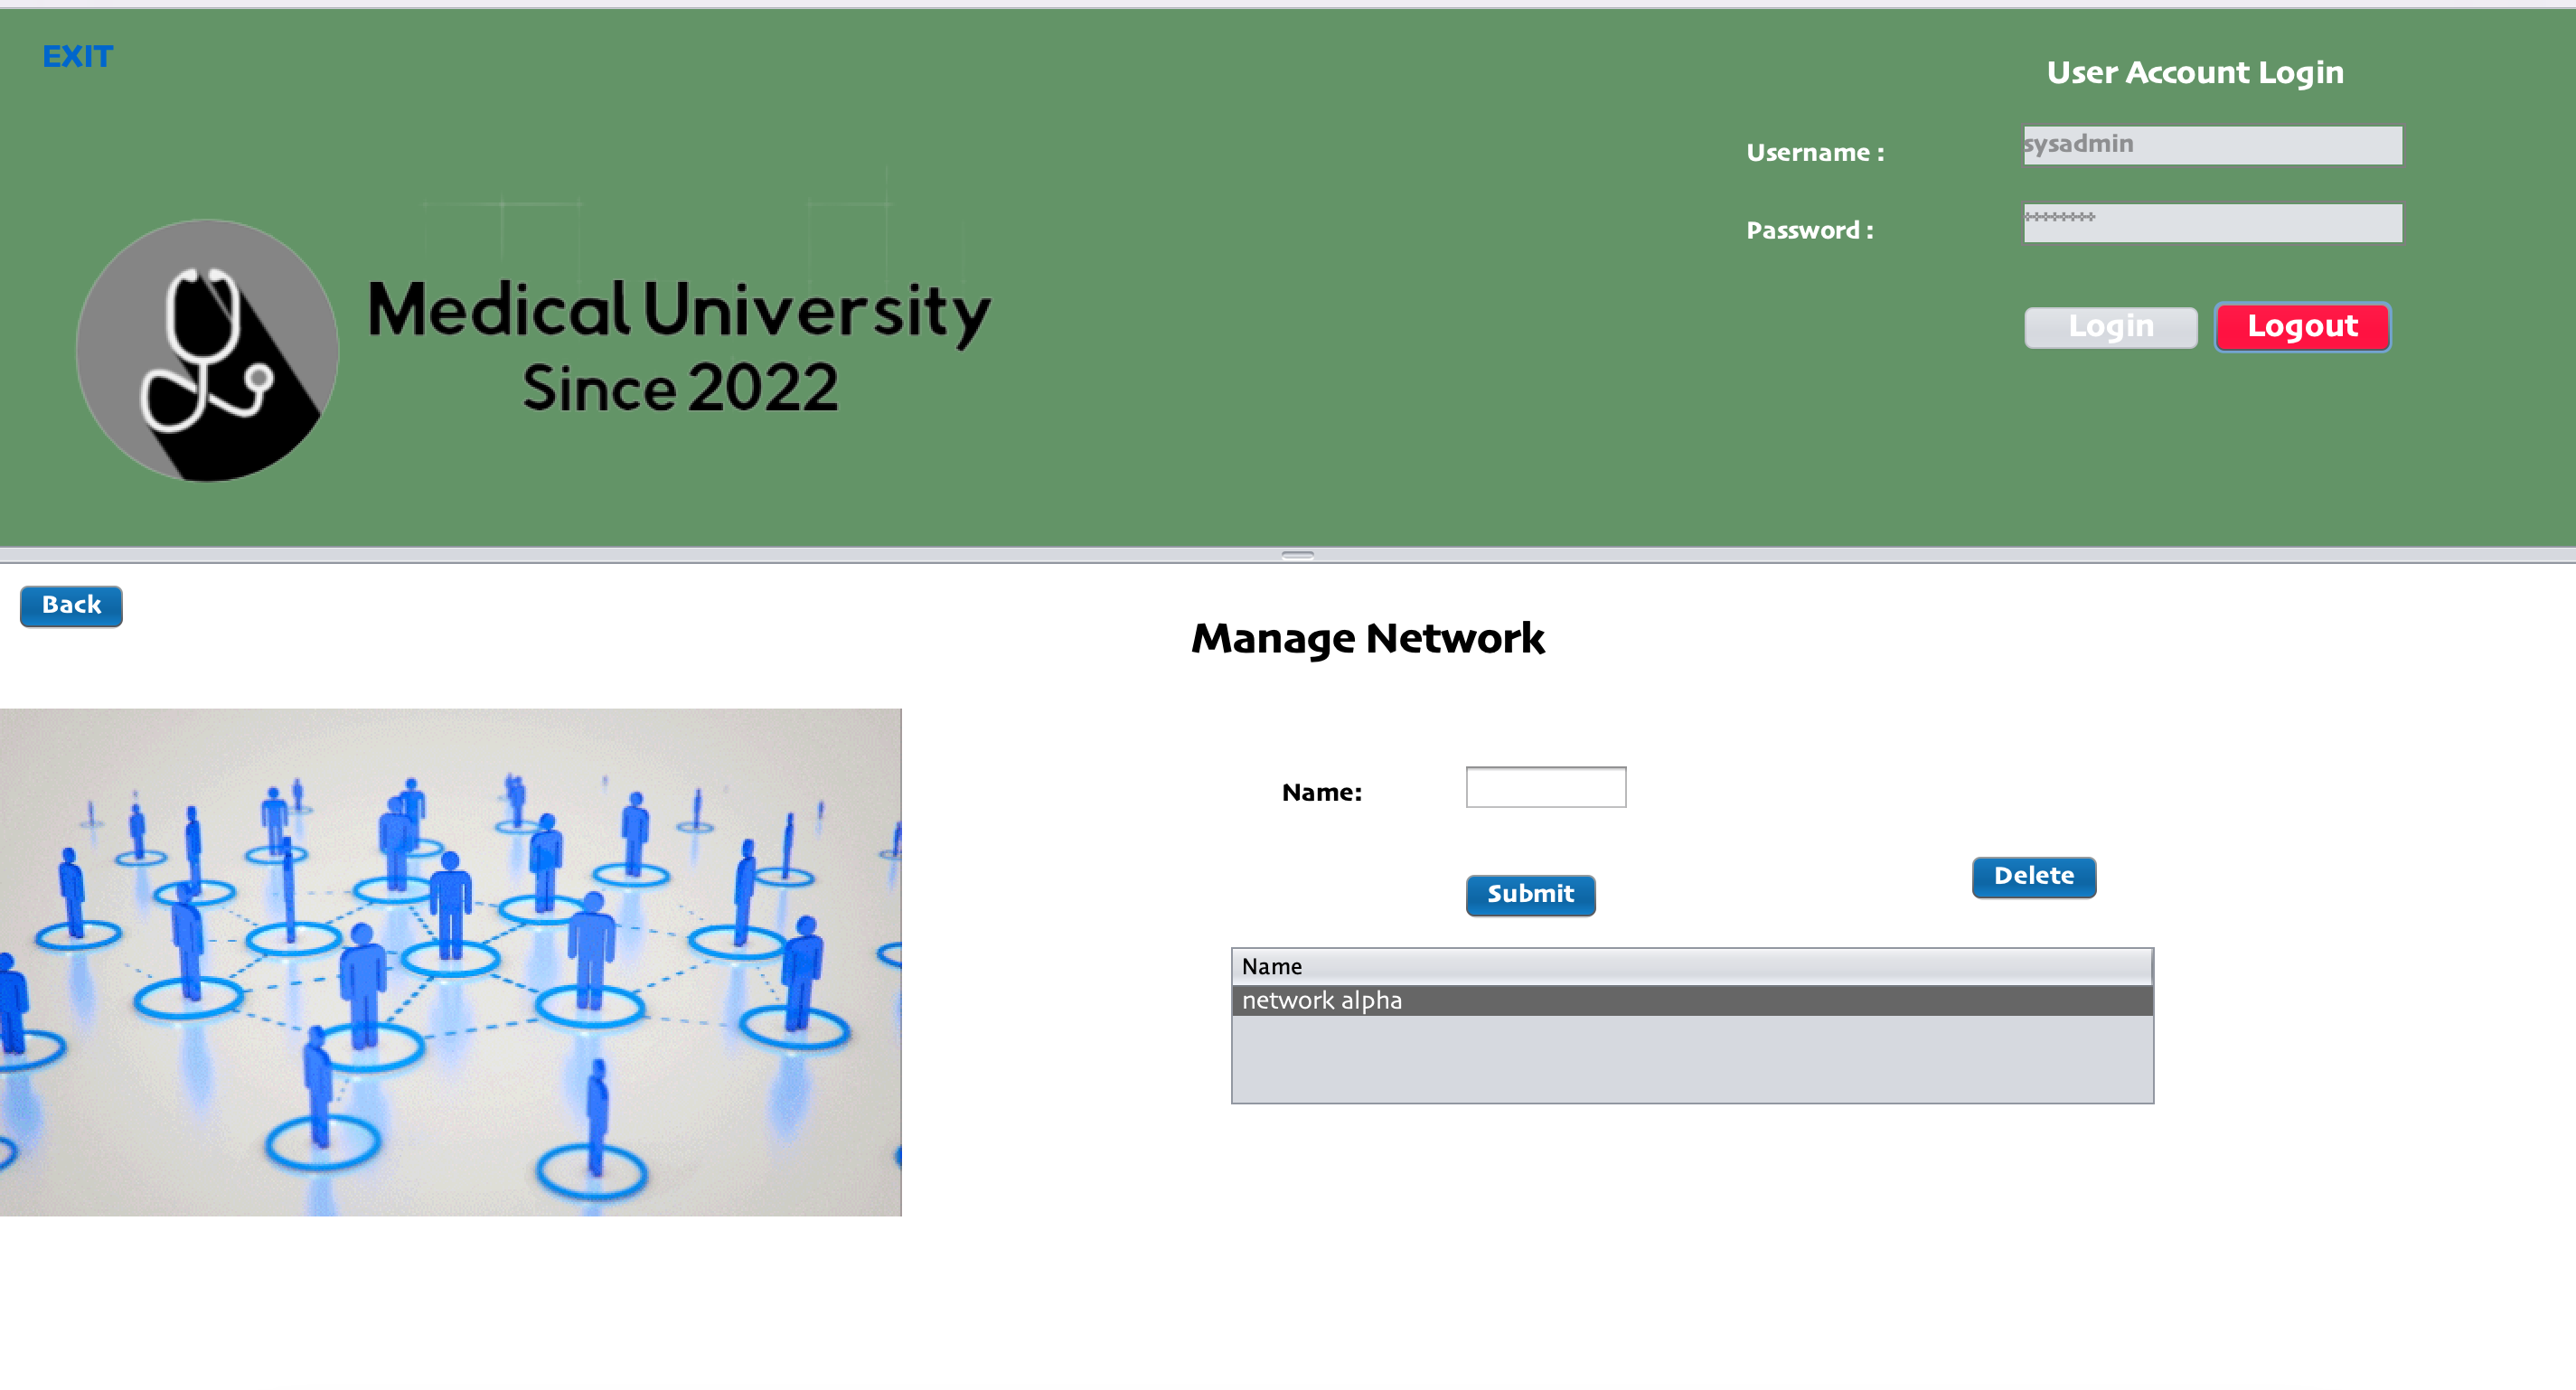 EXIT
User Account Login
Username :
sysadmin
Password :
Login
Logout
Medical University
Since 2022
Back
Manage Network
Name:
Submit
Delete
Name
network alpha